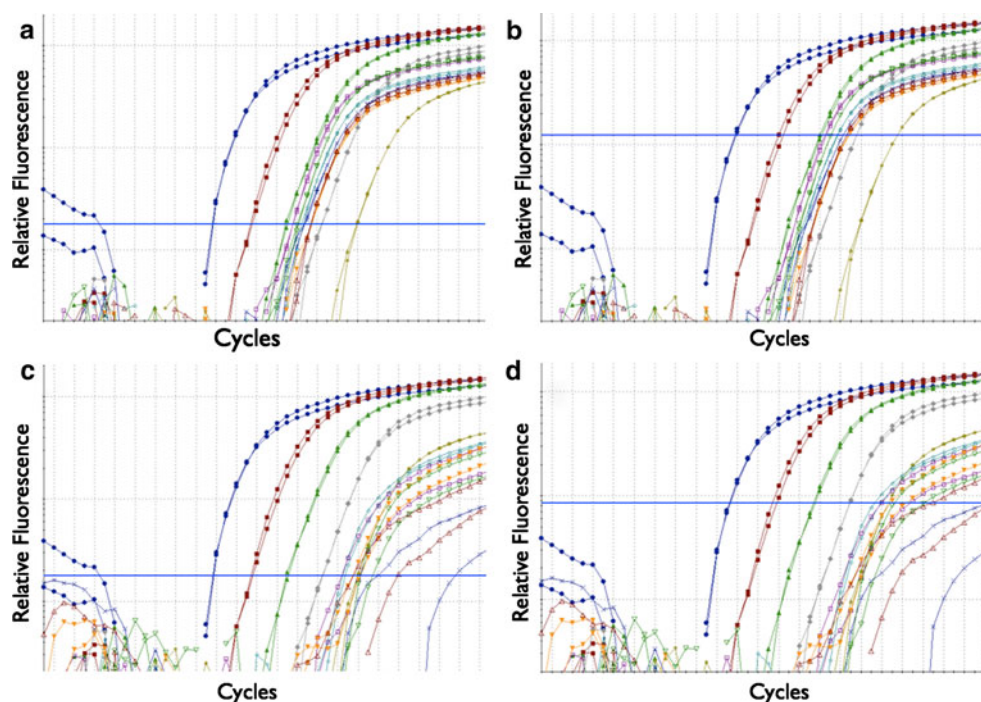 a
Relative Fluorescence
Cycles
b
Relative Fluorescence
Cycles
c
Relative Fluorescence
Cycles
d
Relative Fluorescence
Cycles